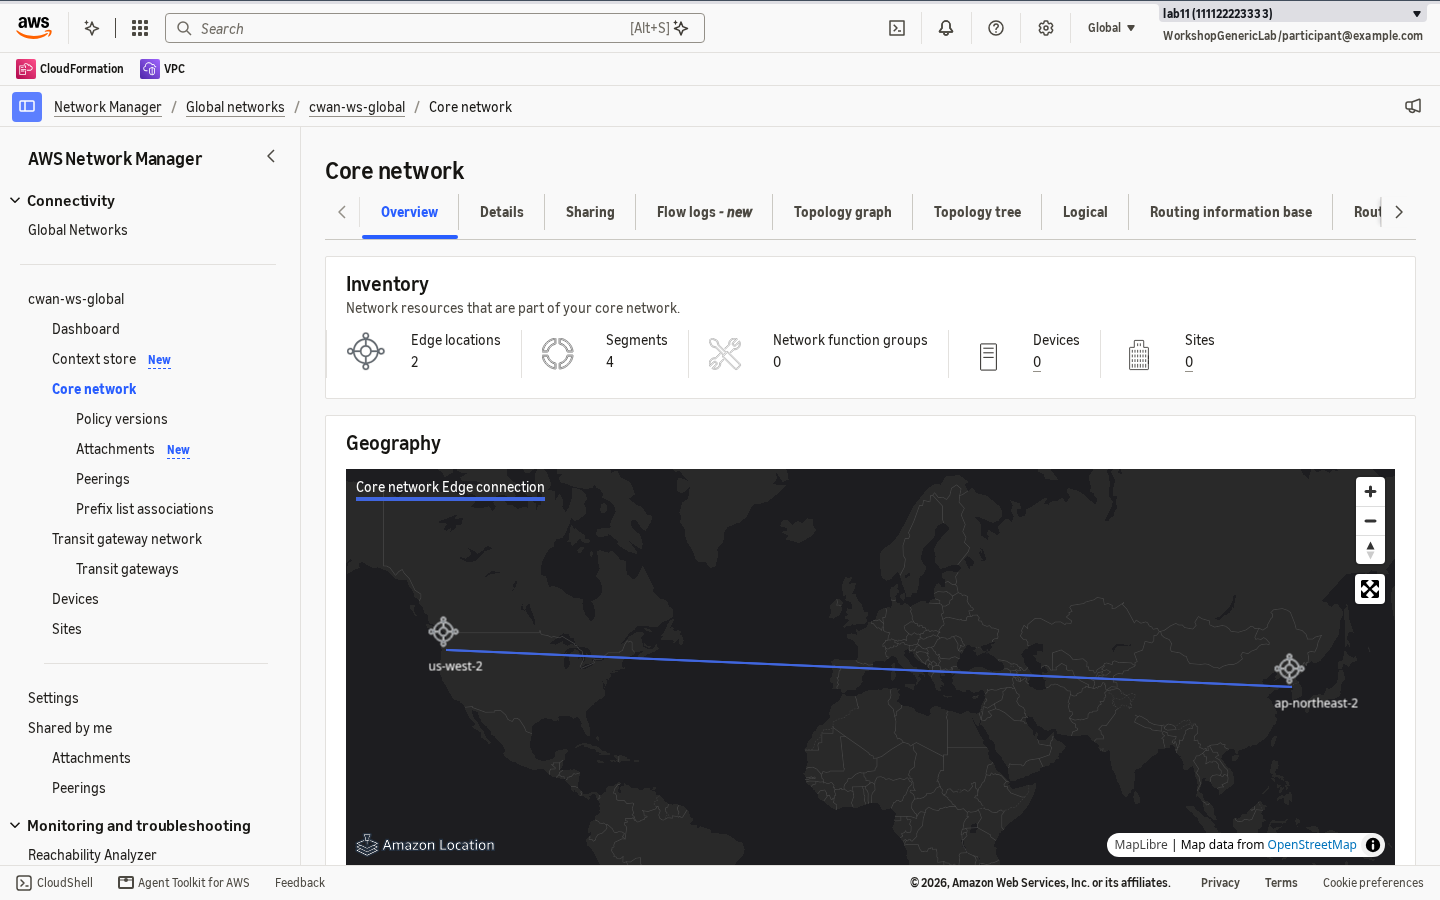 aws
Search
[Alt+S]
Global
lab11 (111122223333)
WorkshopGenericLab/participant@example.com
CloudFormation
VPC
Network Manager / Global networks / cwan-ws-global / Core network
AWS Network Manager
Connectivity
Global Networks
cwan-ws-global
Dashboard
Context store New
Core network
Policy versions
Attachments New
Peerings
Prefix list associations
Transit gateway network
Transit gateways
Devices
Sites
Settings
Shared by me
Attachments
Peerings
Monitoring and troubleshooting
Reachability Analyzer
Core network
Overview
Details
Sharing
Flow logs - new
Topology graph
Topology tree
Logical
Routing information base
Rout
Inventory
Network resources that are part of your core network.
Edge locations
2
Segments
4
Network function groups
0
Devices
0
Sites
0
Geography
Core network Edge connection
us-west-2
ap-northeast-2
Amazon Location
MapLibre | Map data from OpenStreetMap
CloudShell
Agent Toolkit for AWS
Feedback
© 2026, Amazon Web Services, Inc. or its affiliates.
Privacy
Terms
Cookie preferences